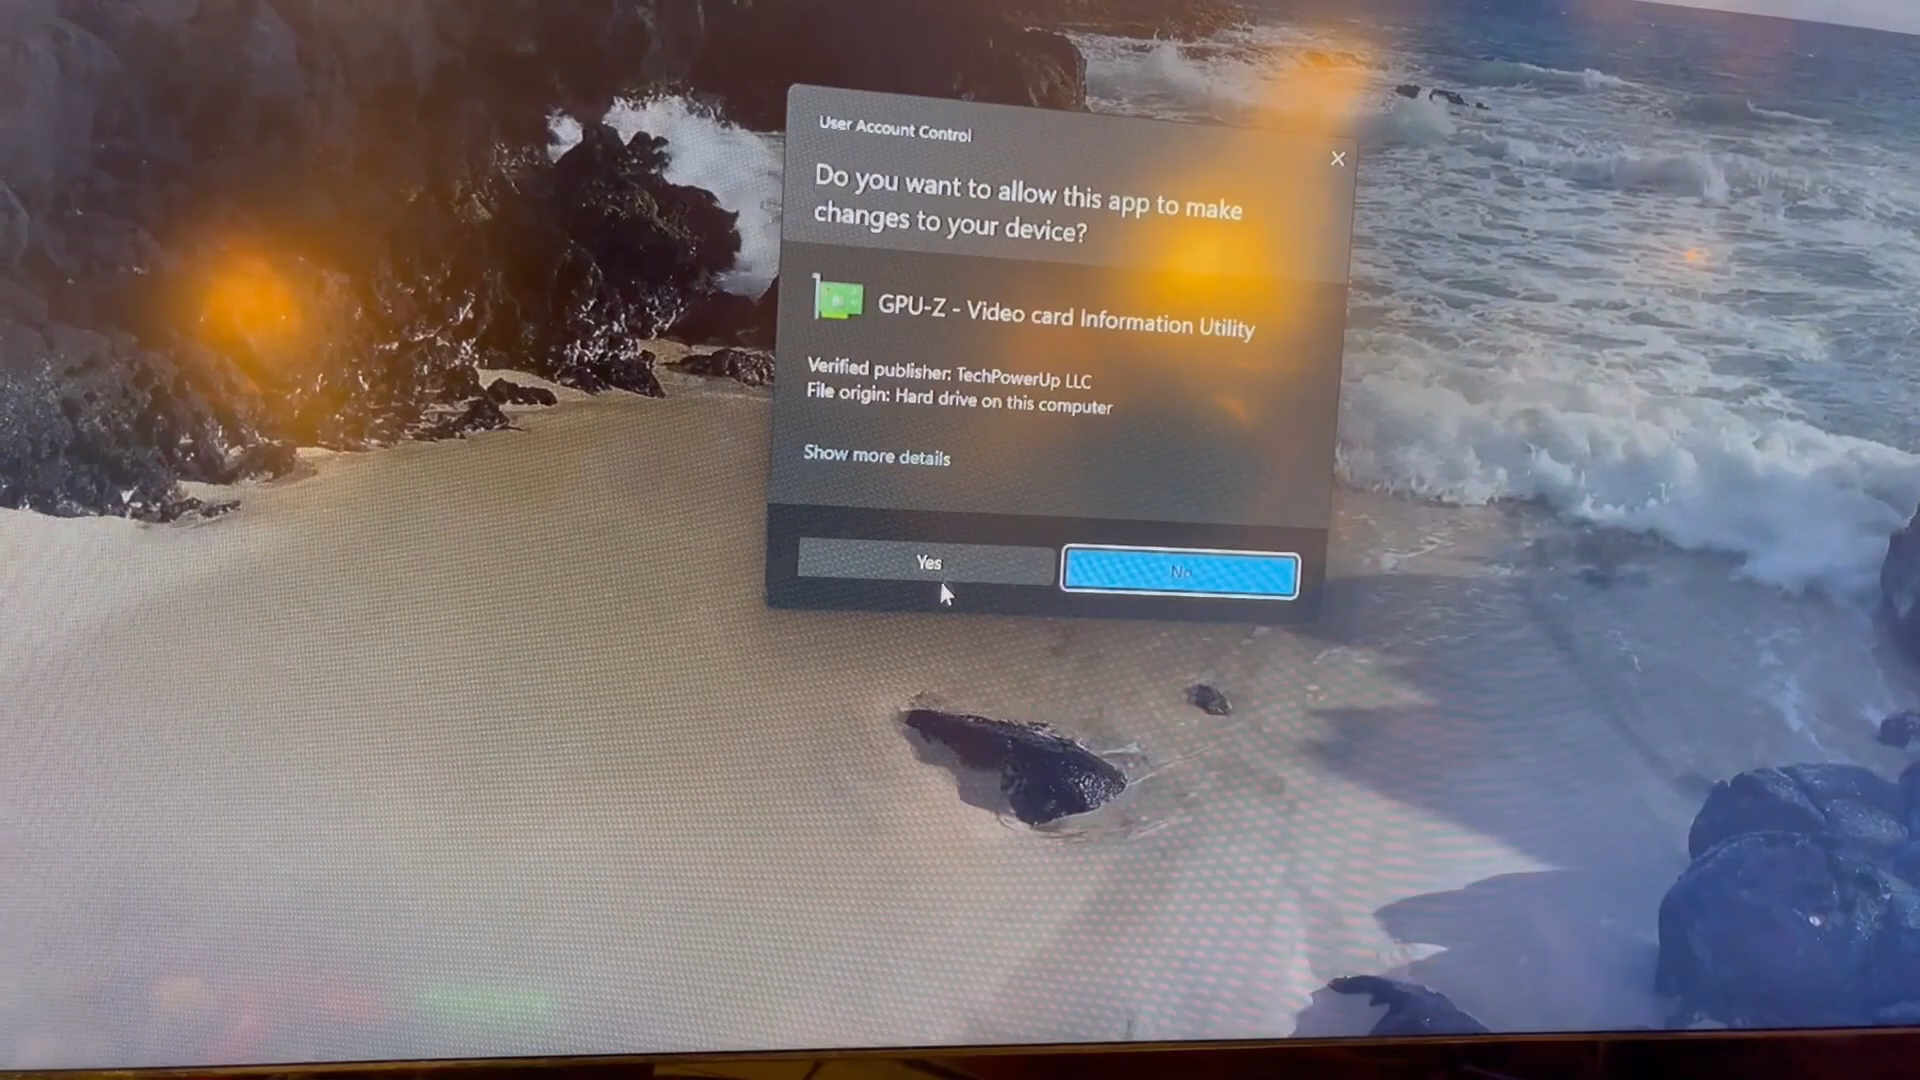 User Account Control
Do you want to allow this app to make
changes to your device?
GPU-Z - Video card Information Utility
Verified publisher: TechPowerUp LLC
File origin: Hard drive on this computer
Show more details
Yes
No